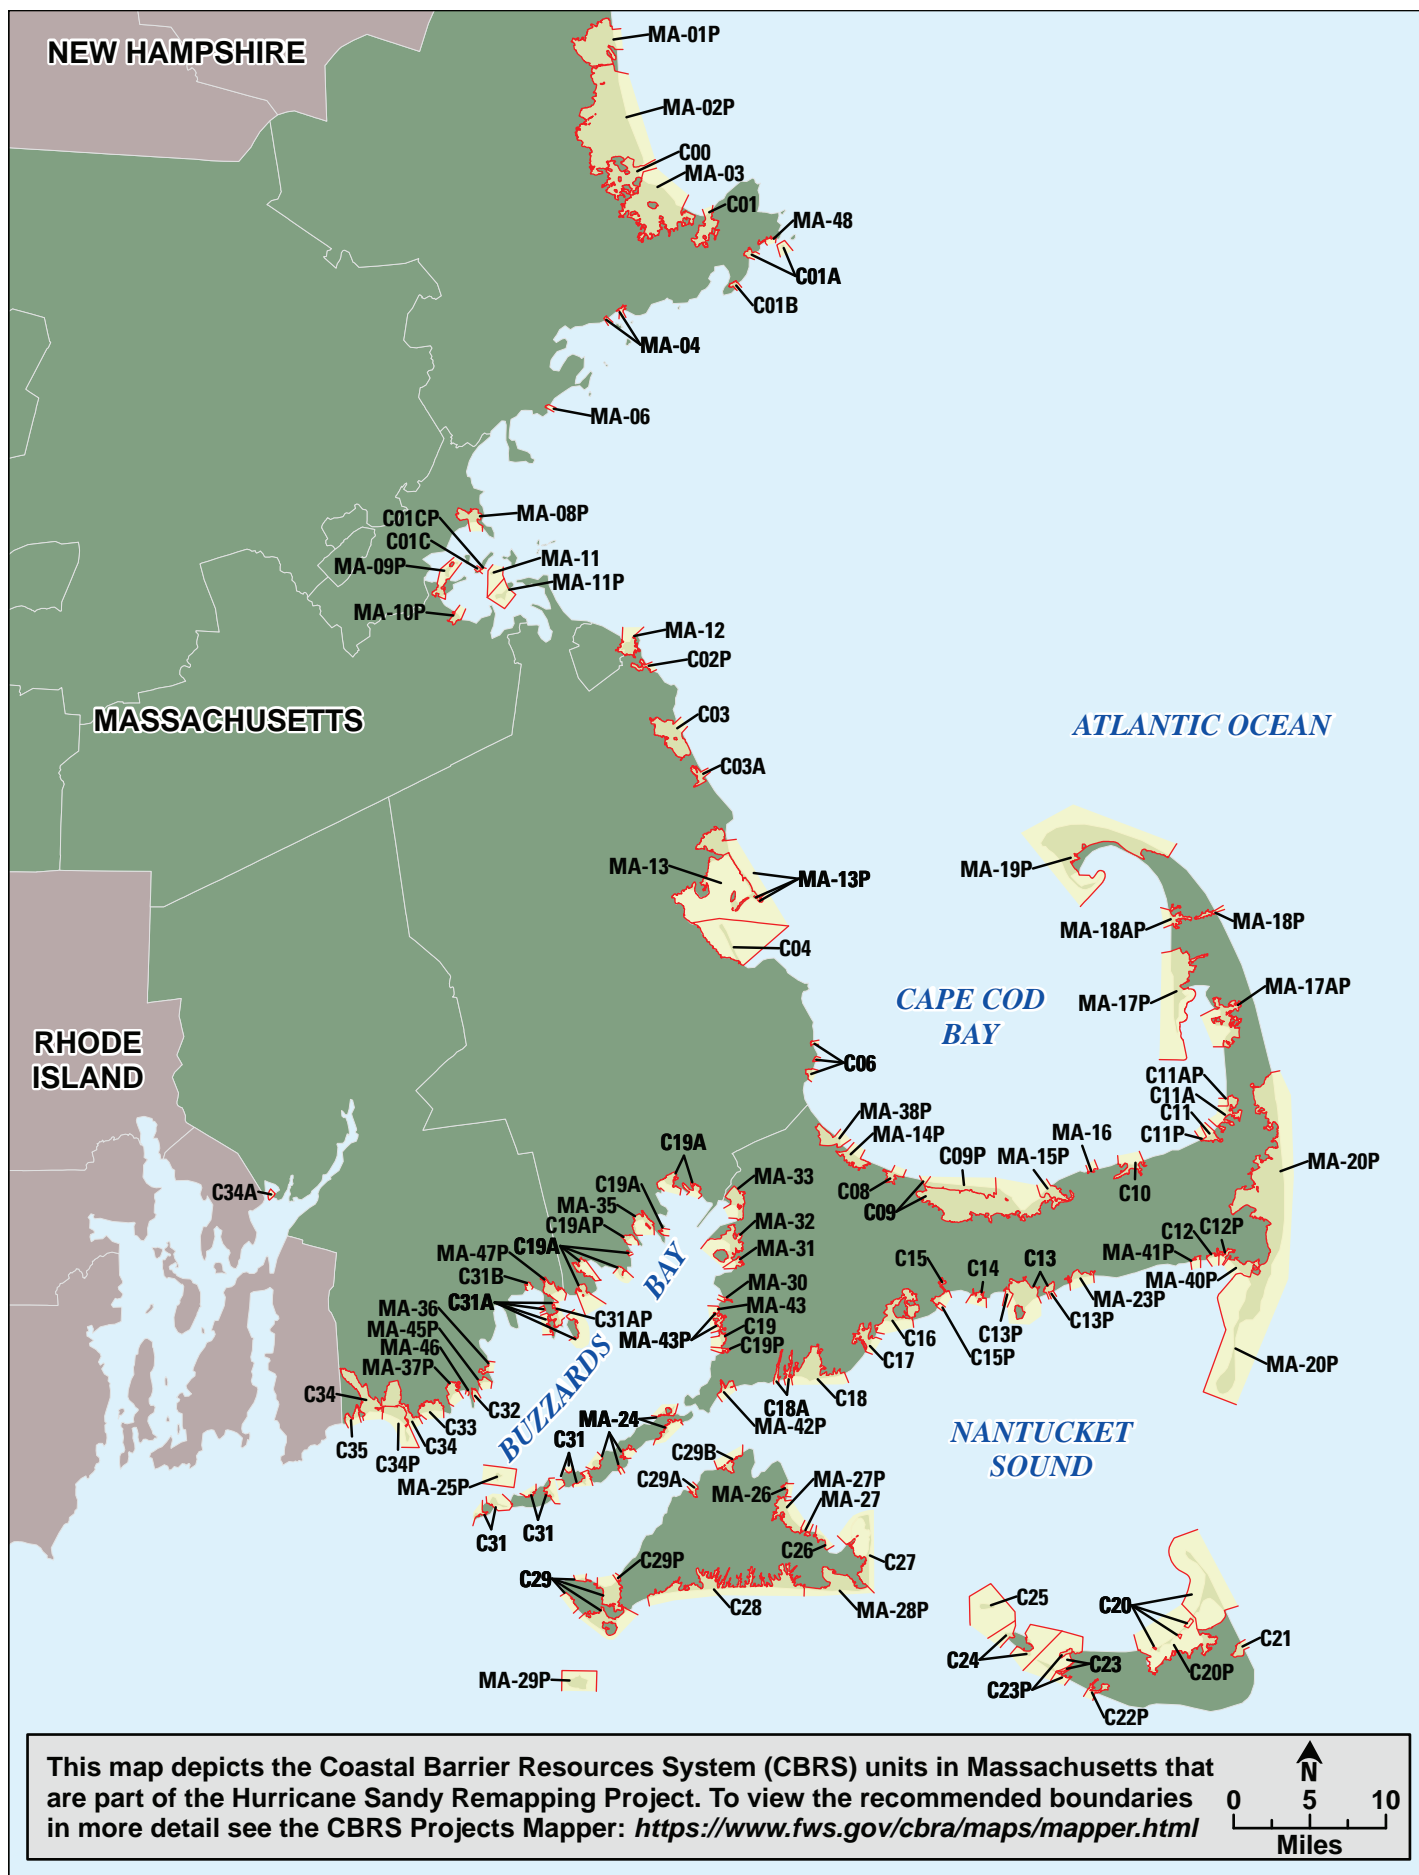 NEW HAMPSHIRE
MA-01P
MA-02P
C00
MA-03
C01
MA-48
C01A
C01B
MA-04
MA-06
C01CP
C01C
MA-08P
MA-09P
MA-11
MA-11P
MA-10P
MA-12
C02P
MASSACHUSETTS
C03
ATLANTIC OCEAN
C03A
MA-13
MA-13P
MA-19P
MA-18AP
MA-18P
C04
MA-17P
MA-17AP
CAPE COD
BAY
RHODE
ISLAND
C06
C11AP
C11A
C11
C11P
MA-38P
MA-14P
C09P
MA-15P
MA-16
C10
MA-20P
C08
C09
C19A
MA-33
C34A
C19A
MA-35
C19AP
C19A
MA-32
MA-31
MA-47P
C31B
C31A
C31AP
BUZZARDS
BAY
MA-30
MA-43
MA-43P
C19
C19P
C15
C14
C13
C12
C12P
MA-41P
MA-40P
MA-23P
C13P
C13P
C15P
C16
C17
MA-20P
MA-36
MA-45P
MA-46
MA-37P
C34
C35
C34P
C34
C33
C32
C18
C18A
MA-42P
MA-24
C31
MA-25P
C31
C31
NANTUCKET
SOUND
C29B
C29A
MA-26
MA-27P
MA-27
C26
C27
C29P
C29
C28
MA-28P
C25
C24
C23
C23P
C22P
C20
C20P
C21
MA-29P
This map depicts the Coastal Barrier Resources System (CBRS) units in Massachusetts that
are part of the Hurricane Sandy Remapping Project. To view the recommended boundaries
in more detail see the CBRS Projects Mapper: https://www.fws.gov/cbra/maps/mapper.html
N
0 5 10
Miles